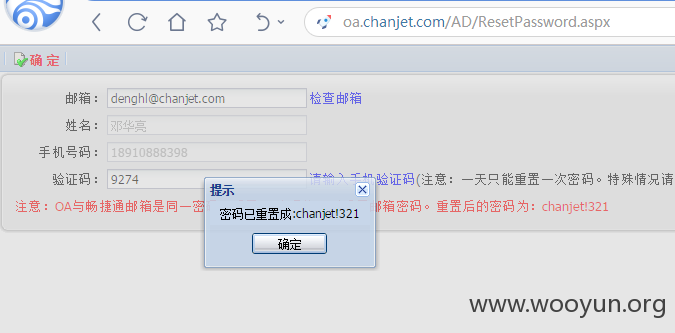 oa.chanjet.com/AD/ResetPassword.aspx
确 定
邮箱： denghl@chanjet.com 检查邮箱
姓名： 邓华亮
手机号码： 18910888398
验证码： 9274 请输入手机验证码(注意：一天只能重置一次密码。特殊情况请
注意：OA与畅捷通邮箱是同一密 邮箱密码。重置后的密码为：chanjet!321
提示
密码已重置成:chanjet!321
确定
www.wooyun.org